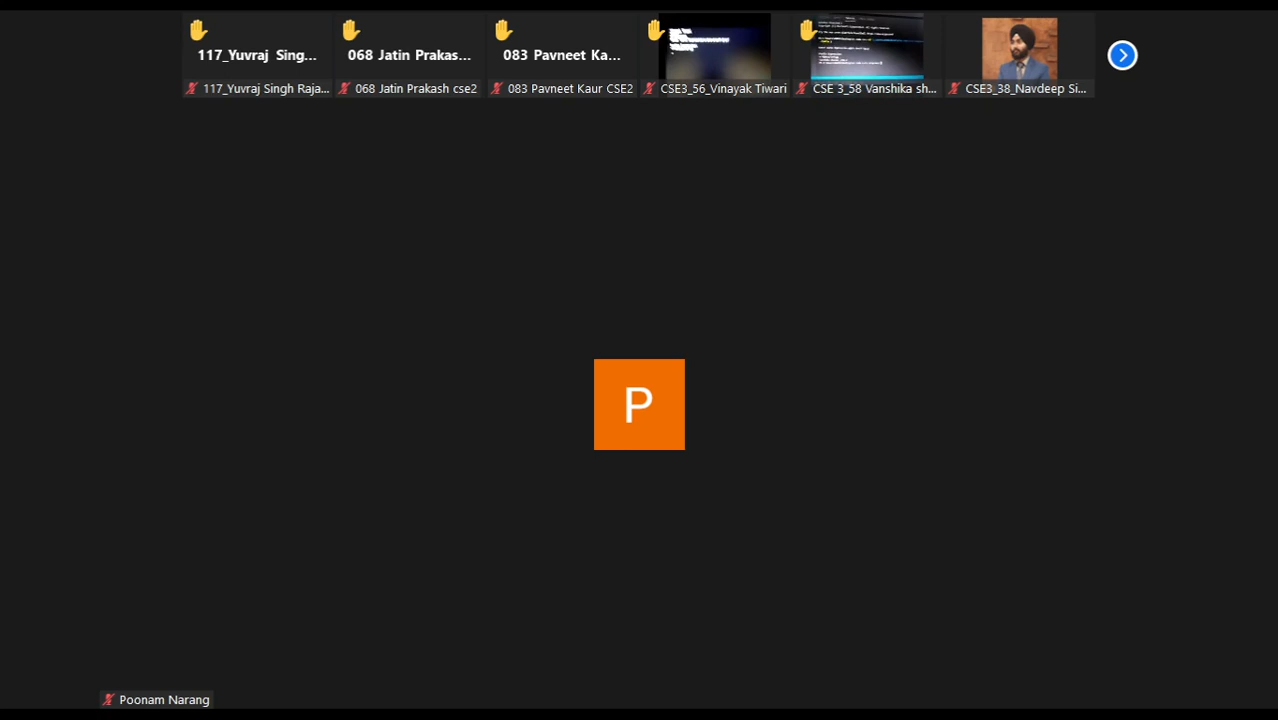 117_Yuvraj Sing...
068 Jatin Prakas...
083 Pavneet Ka...
117_Yuvraj Singh Raja...
068 Jatin Prakash cse2
083 Pavneet Kaur CSE2
CSE3_56_Vinayak Tiwari
CSE 3_58 Vanshika sh...
CSE3_38_Navdeep Si...
P
Poonam Narang